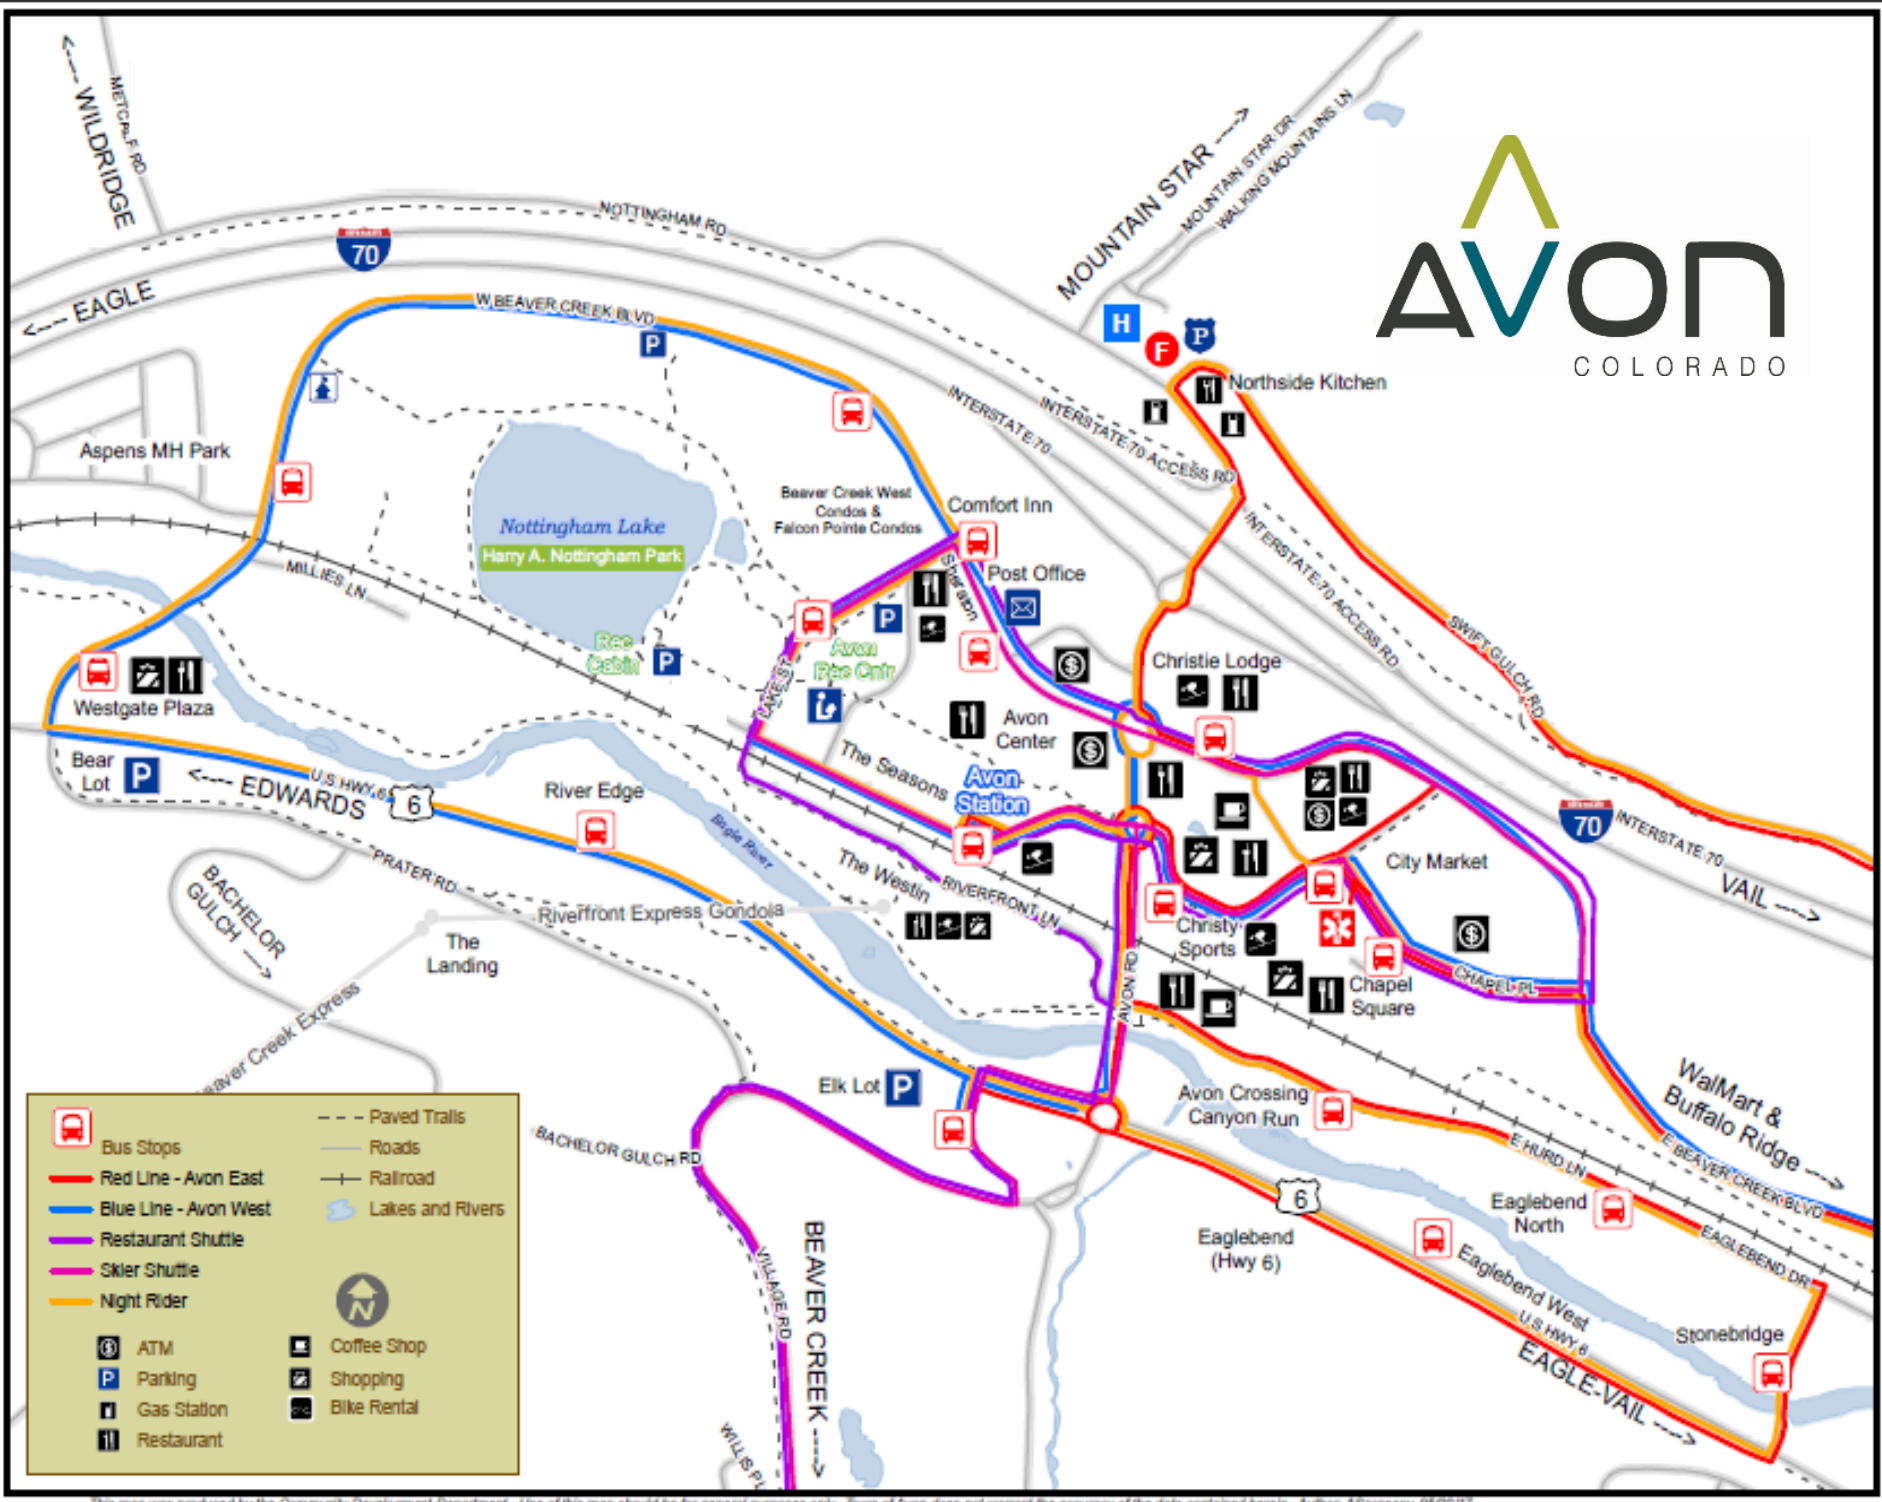 <--- WILDRIDGE
METCALF RD
NOTTINGHAM RD
70
<--- EAGLE
W BEAVER CREEK BLVD
P
MOUNTAIN STAR --->
MOUNTAIN STAR DR
WALKING MOUNTAINS LN
AVON
COLORADO
H
F
P
Northside Kitchen
INTERSTATE 70
INTERSTATE 70 ACCESS RD
INTERSTATE 70 ACCESS RD
SWIFT GULCH RD
Aspens MH Park
Nottingham Lake
Harry A. Nottingham Park
Beaver Creek West
Condos &
Falcon Pointe Condos
Comfort Inn
Sheraton
Post Office
MILLIES LN
Rec
Cabin
P
P
Avon
Rec Cntr
LAKE ST
Christie Lodge
Westgate Plaza
Avon
Center
The Seasons
Avon
Station
Bear
Lot
P
<--- EDWARDS
U.S HWY. 6
6
River Edge
Eagle River
The Westin
RIVERFRONT LN
70
INTERSTATE 70
VAIL --->
City Market
BACHELOR
GULCH --->
PRATER RD
Riverfront Express Gondola
The
Landing
Christy
Sports
AVON RD
CHAPEL PL
Chapel
Square
eaver Creek Express
Elk Lot
P
Avon Crossing
Canyon Run
WalMart &
Buffalo Ridge --->
E HURD LN
E BEAVER CREEK BLVD
BACHELOR GULCH RD
6
Eaglebend
North
EAGLEBEND DR
Eaglebend
(Hwy 6)
Eaglebend West
U.S HWY 6
EAGLE-VAIL --->
Stonebridge
VILLAGE RD
BEAVER CREEK --->
WILLIS PL
Bus Stops
Red Line - Avon East
Blue Line - Avon West
Restaurant Shuttle
Skier Shuttle
Night Rider
Paved Trails
Roads
Railroad
Lakes and Rivers
N
ATM
P Parking
Gas Station
Restaurant
Coffee Shop
Shopping
Bike Rental